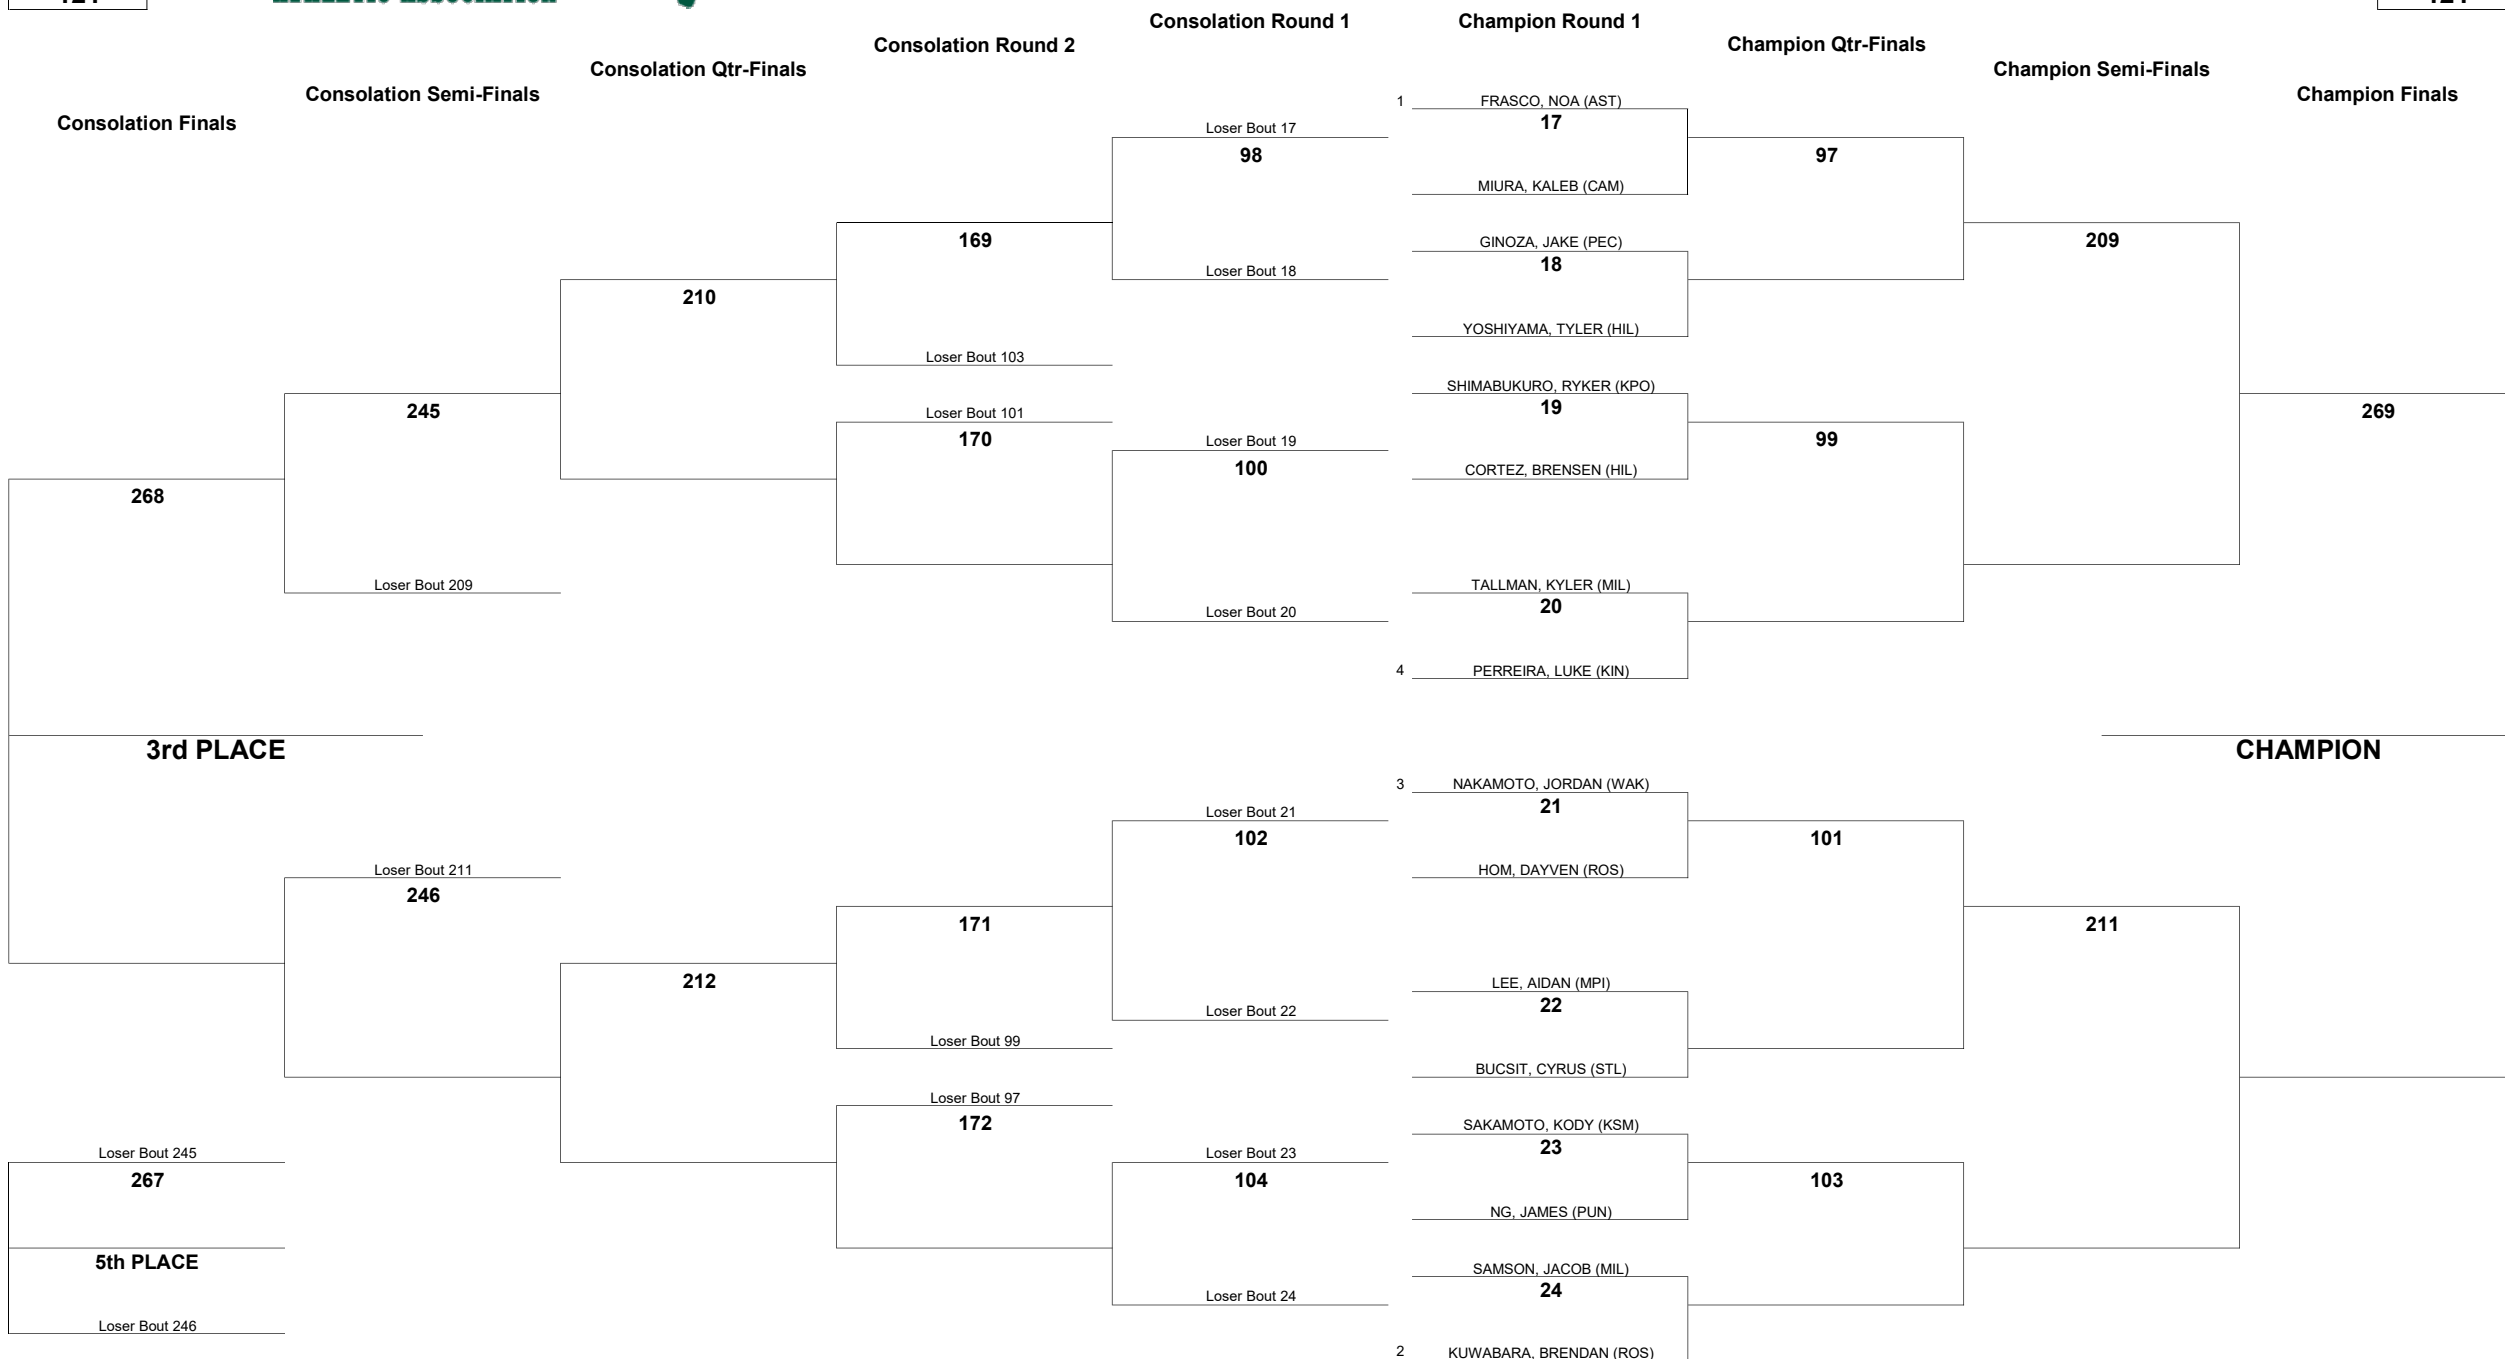 Consolation Round 1
Champion Round 1
Consolation Round 2
Champion Qtr-Finals
Consolation Qtr-Finals
Champion Semi-Finals
Consolation Semi-Finals
Champion Finals
Consolation Finals
1 FRASCO, NOA (AST)
17
MIURA, KALEB (CAM)
GINOZA, JAKE (PEC)
18
YOSHIYAMA, TYLER (HIL)
SHIMABUKURO, RYKER (KPO)
19
CORTEZ, BRENSEN (HIL)
TALLMAN, KYLER (MIL)
20
4 PERREIRA, LUKE (KIN)
3 NAKAMOTO, JORDAN (WAK)
21
HOM, DAYVEN (ROS)
LEE, AIDAN (MPI)
22
BUCSIT, CYRUS (STL)
SAKAMOTO, KODY (KSM)
23
NG, JAMES (PUN)
SAMSON, JACOB (MIL)
24
2 KUWABARA, BRENDAN (ROS)
97
99
101
103
209
211
269
CHAMPION
Loser Bout 17
98
Loser Bout 18
Loser Bout 19
100
Loser Bout 20
Loser Bout 21
102
Loser Bout 22
Loser Bout 23
104
Loser Bout 24
169
Loser Bout 103
Loser Bout 101
170
171
Loser Bout 99
Loser Bout 97
172
210
212
245
Loser Bout 209
Loser Bout 211
246
268
3rd PLACE
Loser Bout 245
267
5th PLACE
Loser Bout 246